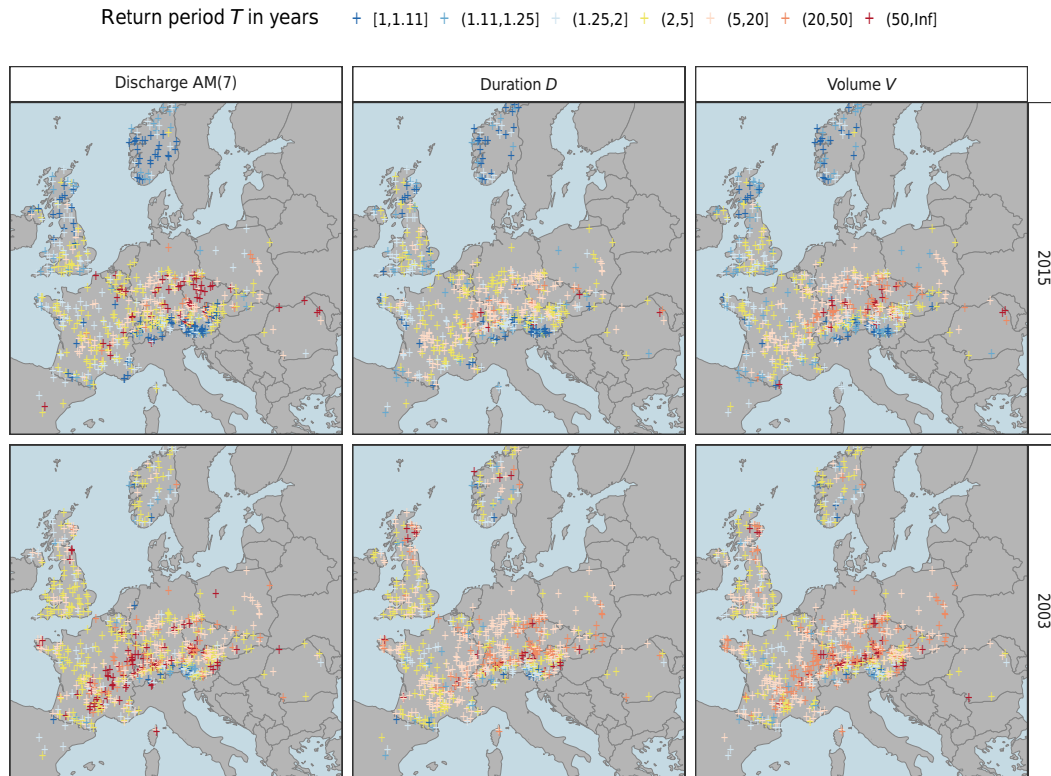 Return period T in years + [1,1.11] + (1.11,1.25] + (1.25,2] + (2,5] + (5,20] + (20,50] + (50,Inf]
Discharge AM(7) Duration D Volume V
2015
2003